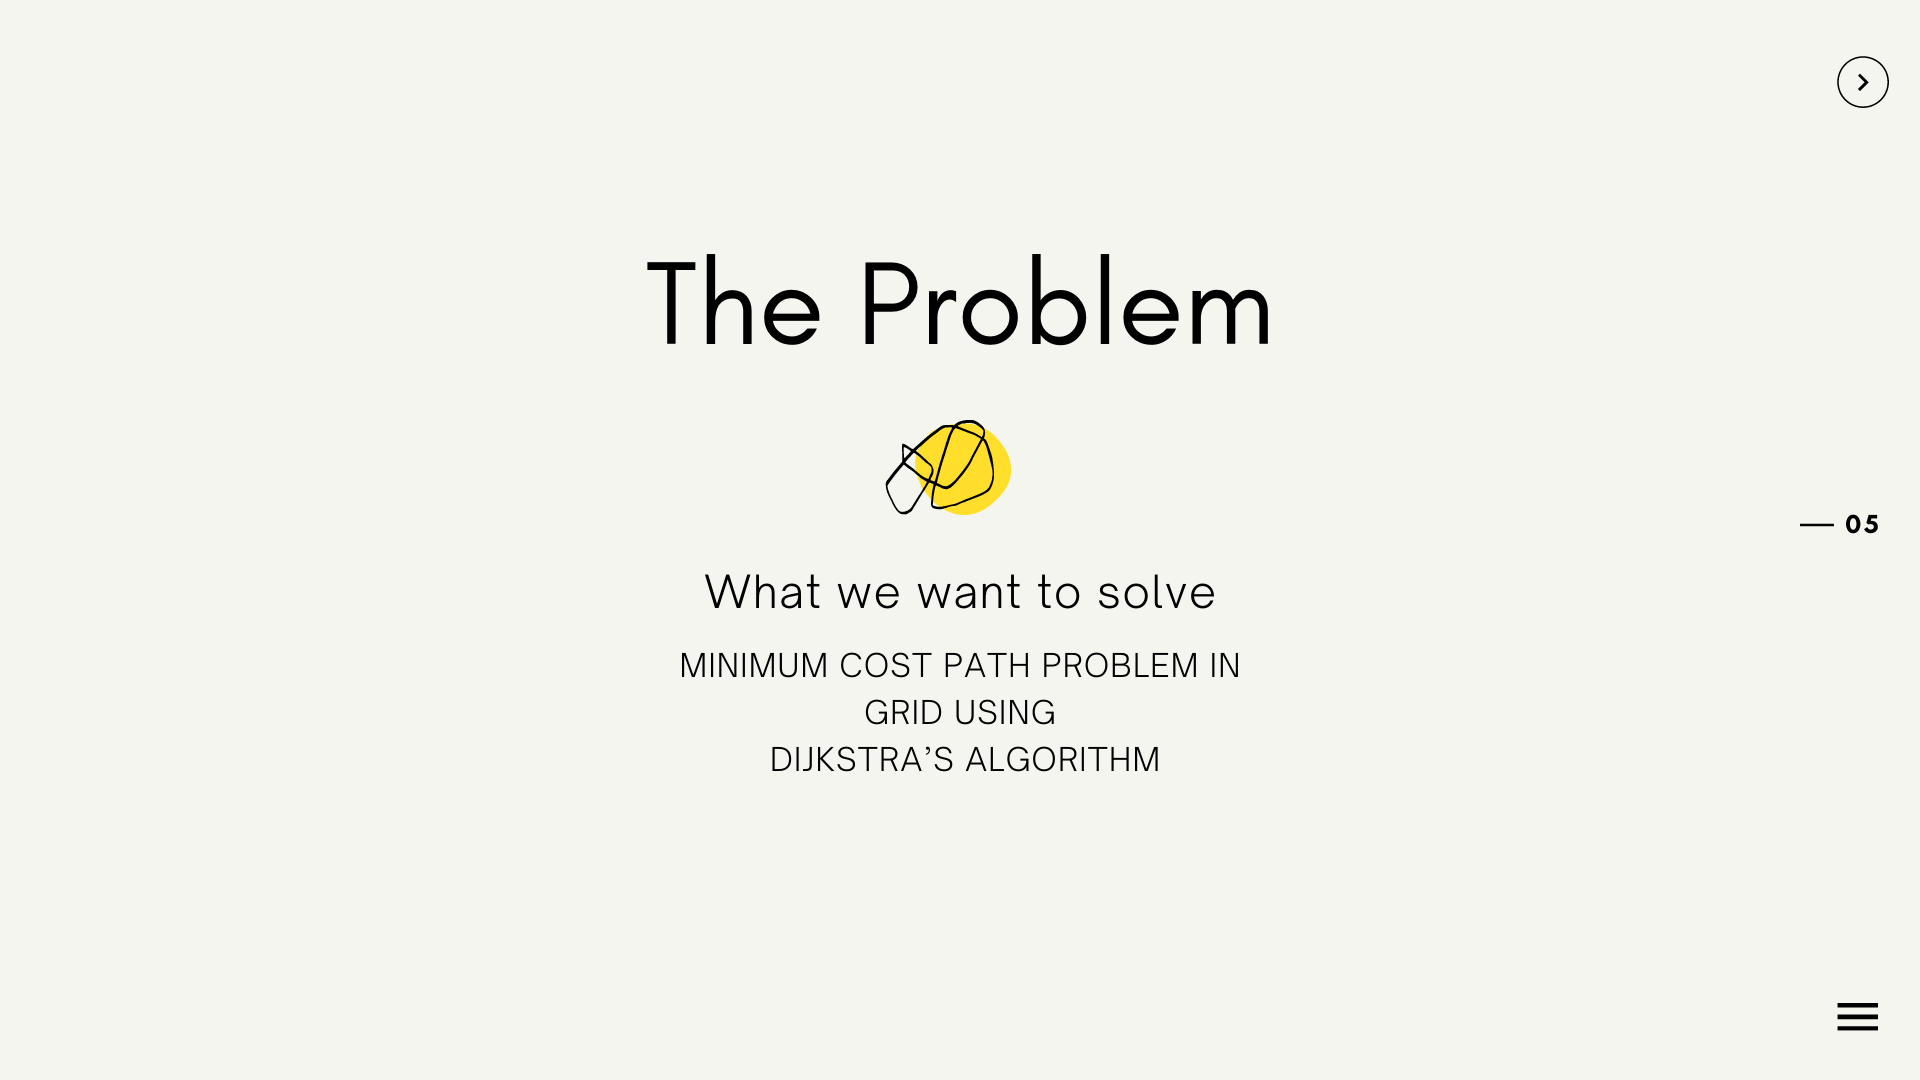 The Problem
05
What we want to solve
MINIMUM COST PATH PROBLEM IN
GRID USING
DIJKSTRA’S ALGORITHM